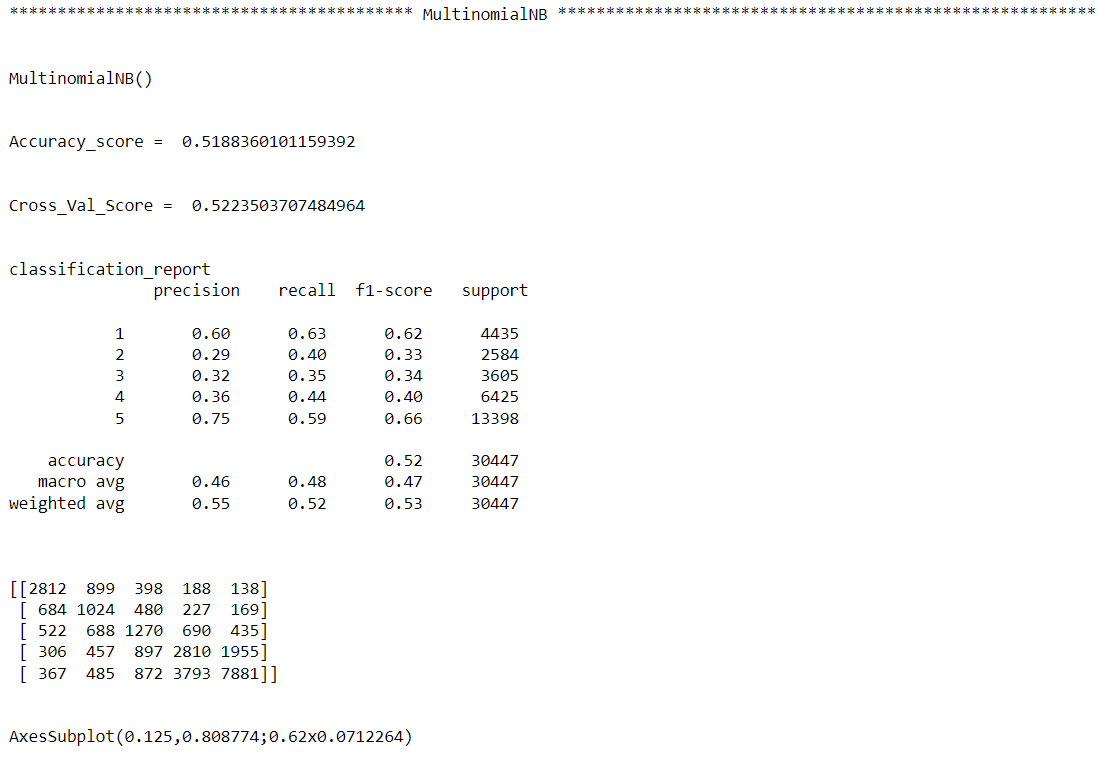 ****************************************** MultinomialNB ********************************************************
MultinomialNB()
Accuracy_score =  0.5188360101159392
Cross_Val_Score =  0.5223503707484964
classification_report
               precision    recall  f1-score   support
           1       0.60      0.63      0.62      4435
           2       0.29      0.40      0.33      2584
           3       0.32      0.35      0.34      3605
           4       0.36      0.44      0.40      6425
           5       0.75      0.59      0.66     13398
    accuracy                           0.52     30447
   macro avg       0.46      0.48      0.47     30447
weighted avg       0.55      0.52      0.53     30447
[[2812  899  398  188  138]
 [ 684 1024  480  227  169]
 [ 522  688 1270  690  435]
 [ 306  457  897 2810 1955]
 [ 367  485  872 3793 7881]]
AxesSubplot(0.125,0.808774;0.62x0.0712264)